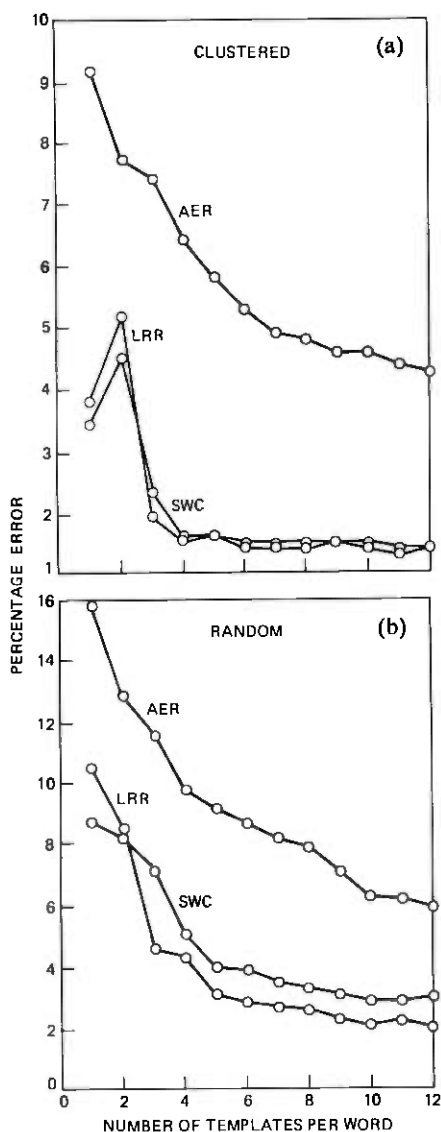 (a)
CLUSTERED
10
9
8
7
6
5
4
3
2
1
AER
LRR
SWC
PERCENTAGE ERROR
(b)
RANDOM
16
14
12
10
8
6
4
2
0
AER
LRR
SWC
0 2 4 6 8 10 12
NUMBER OF TEMPLATES PER WORD